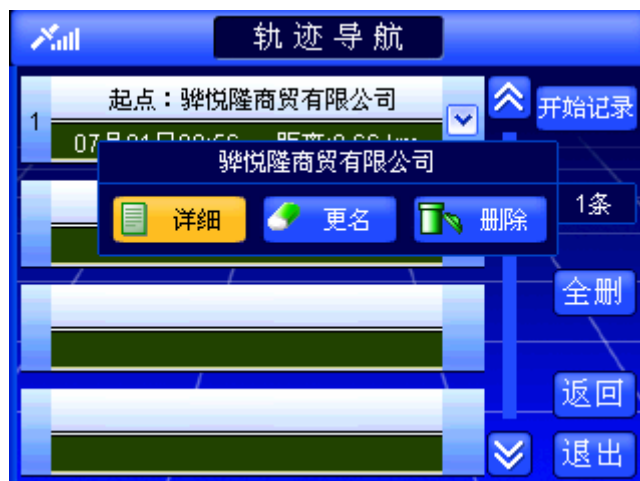 轨迹导航
1
起点：骅悦隆商贸有限公司
开始记录
骅悦隆商贸有限公司
详细
更名
删除
1条
全删
返回
退出